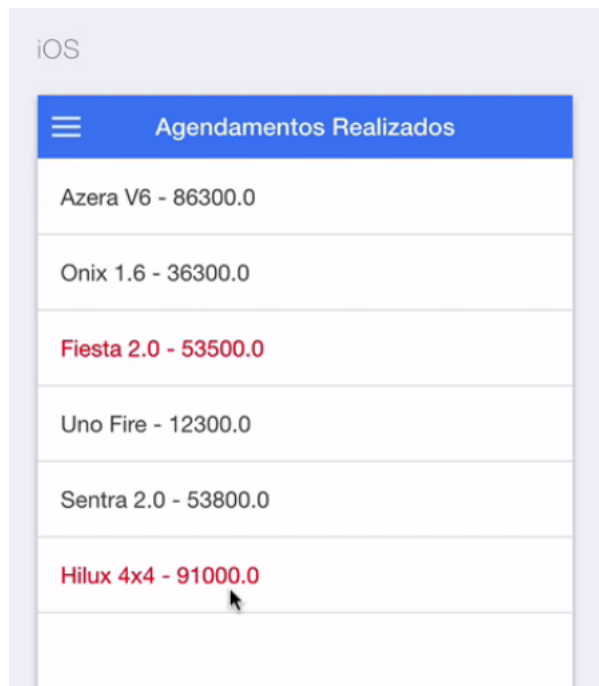 iOS
Agendamentos Realizados
Azera V6 - 86300.0
Onix 1.6 - 36300.0
Fiesta 2.0 - 53500.0
Uno Fire - 12300.0
Sentra 2.0 - 53800.0
Hilux 4x4 - 91000.0